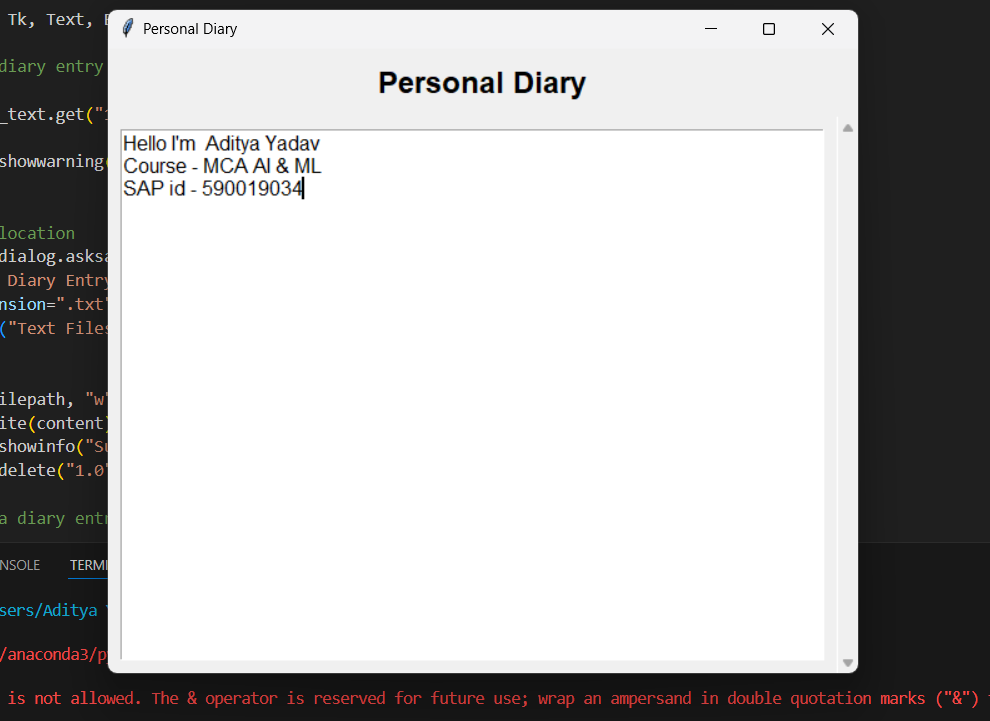 Tk, Text,
Personal Diary
diary entry
Personal Diary
_text.get("
Hello I'm  Aditya Yadav
showwarning
Course - MCA AI & ML
SAP id - 590019034
location
dialog.asksa
Diary Entry
nsion=".txt"
("Text Files
ilepath, "w"
ite(content)
showinfo("Su
delete("1.0"
a diary entr
NSOLE TERMI
sers/Aditya
/anaconda3/p
is not allowed. The & operator is reserved for future use; wrap an ampersand in double quotation marks ("&")